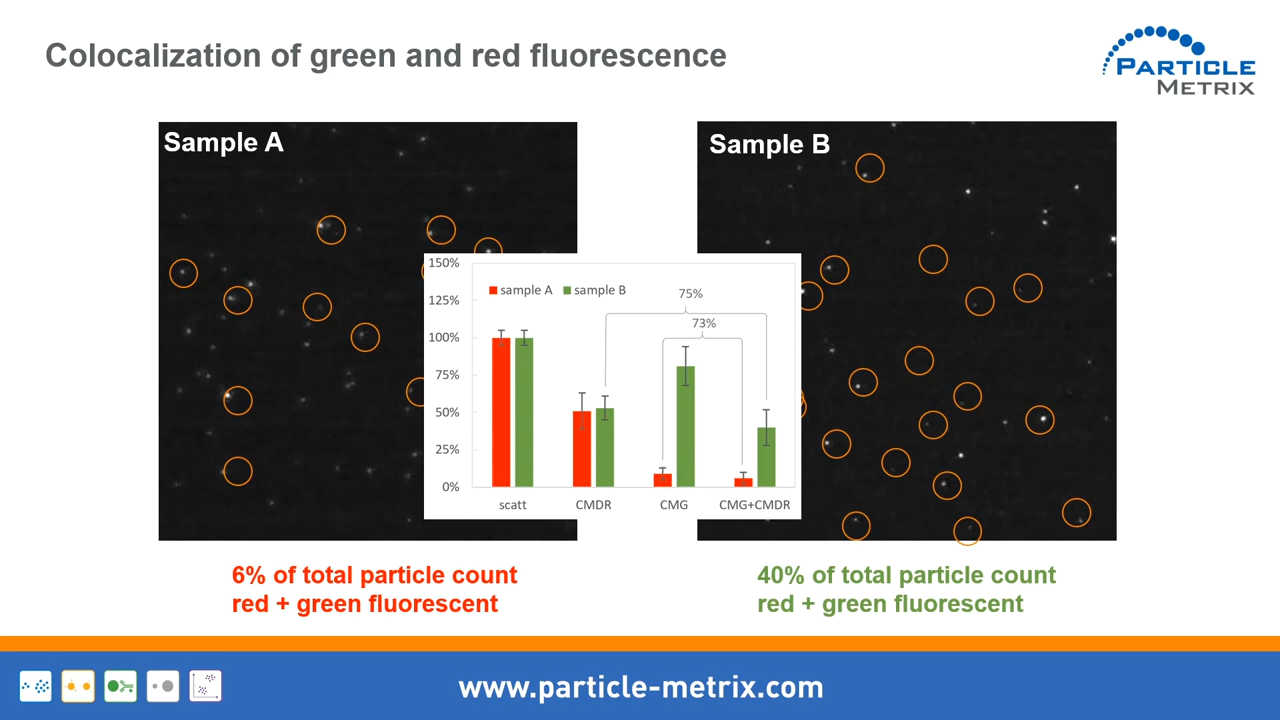 Colocalization of green and red fluorescence
PARTICLE
METRIX
Sample A
Sample B
150%
125%
100%
75%
50%
25%
0%
sample A
sample B
75%
73%
scatt
CMDR
CMG
CMG+CMDR
6% of total particle count
red + green fluorescent
40% of total particle count
red + green fluorescent
www.particle-metrix.com